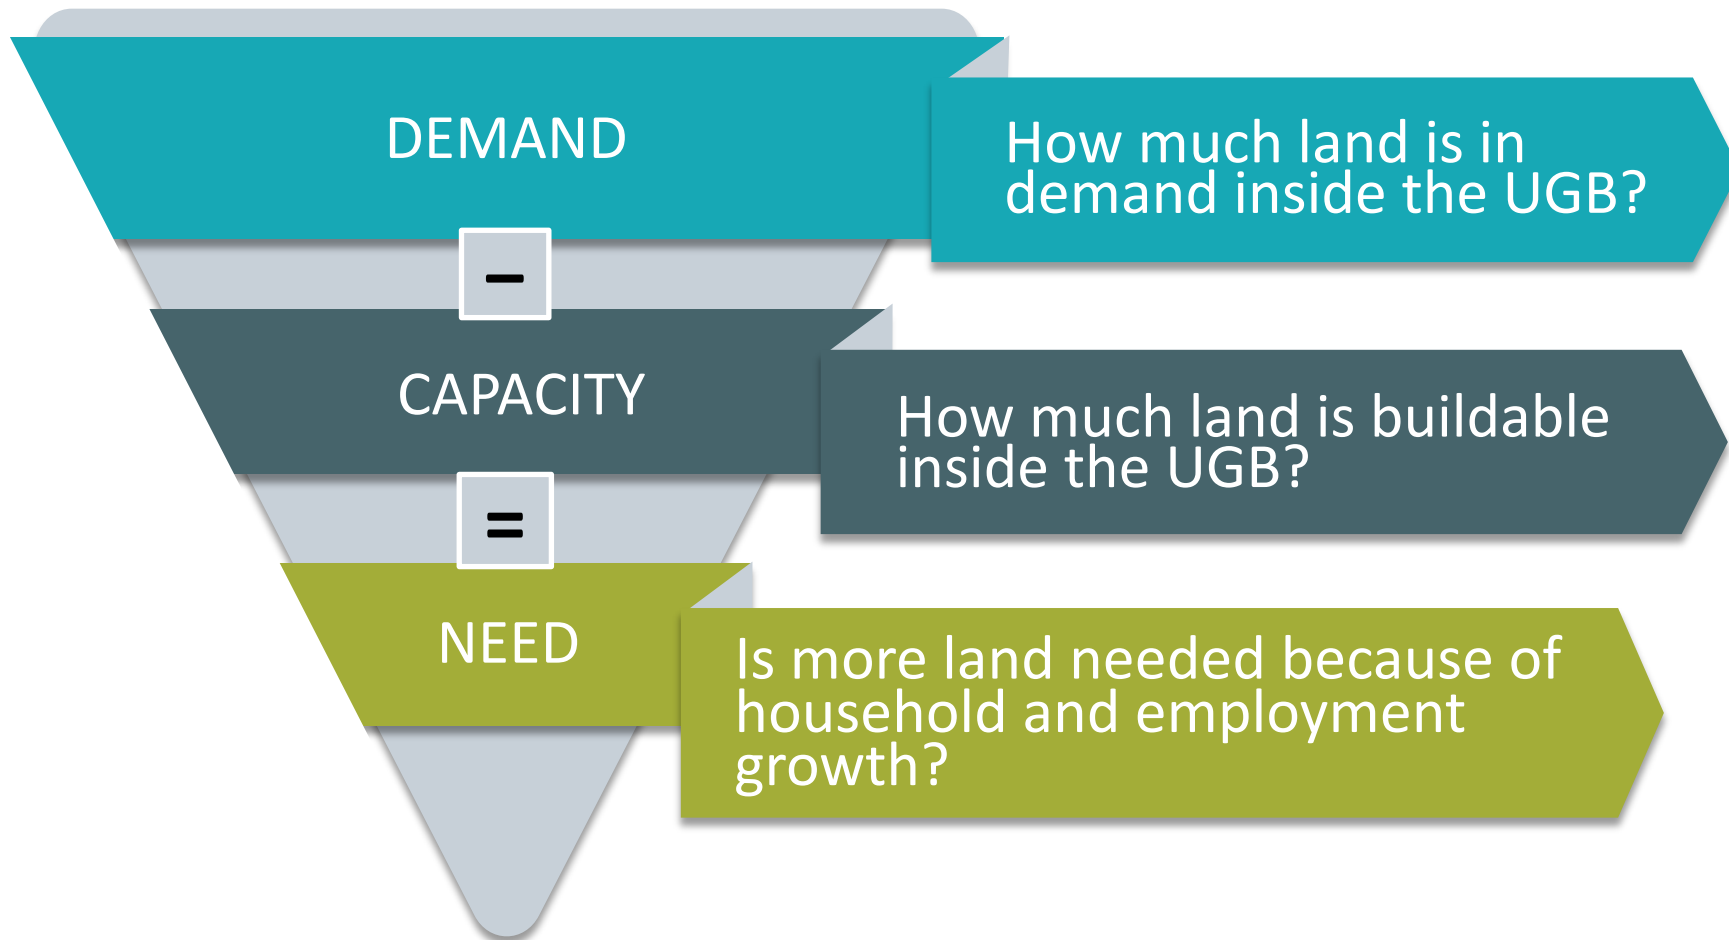 DEMAND
How much land is in
demand inside the UGB?
–
CAPACITY
How much land is buildable
inside the UGB?
=
NEED
Is more land needed because of
household and employment
growth?